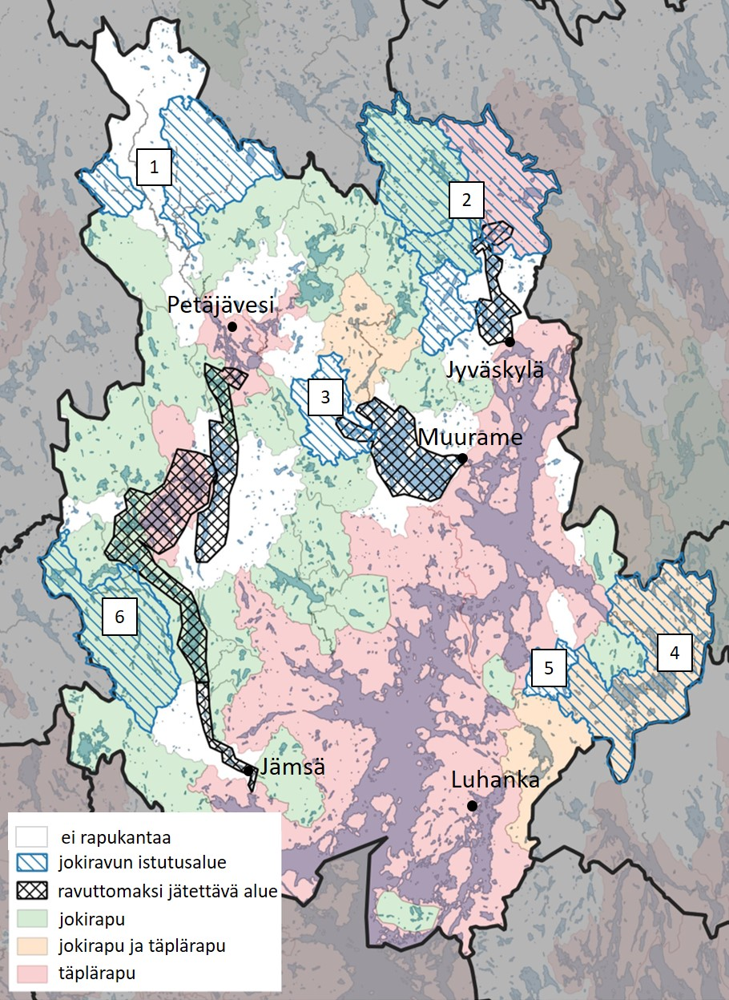 1
2
Petäjävesi
Jyväskylä
3
Muurame
6
4
5
Jämsä
Luhanka
ei rapukantaa
jokiravun istutusalue
ravuttomaksi jätettävä alue
jokirapu
jokirapu ja täplärapu
täplärapu